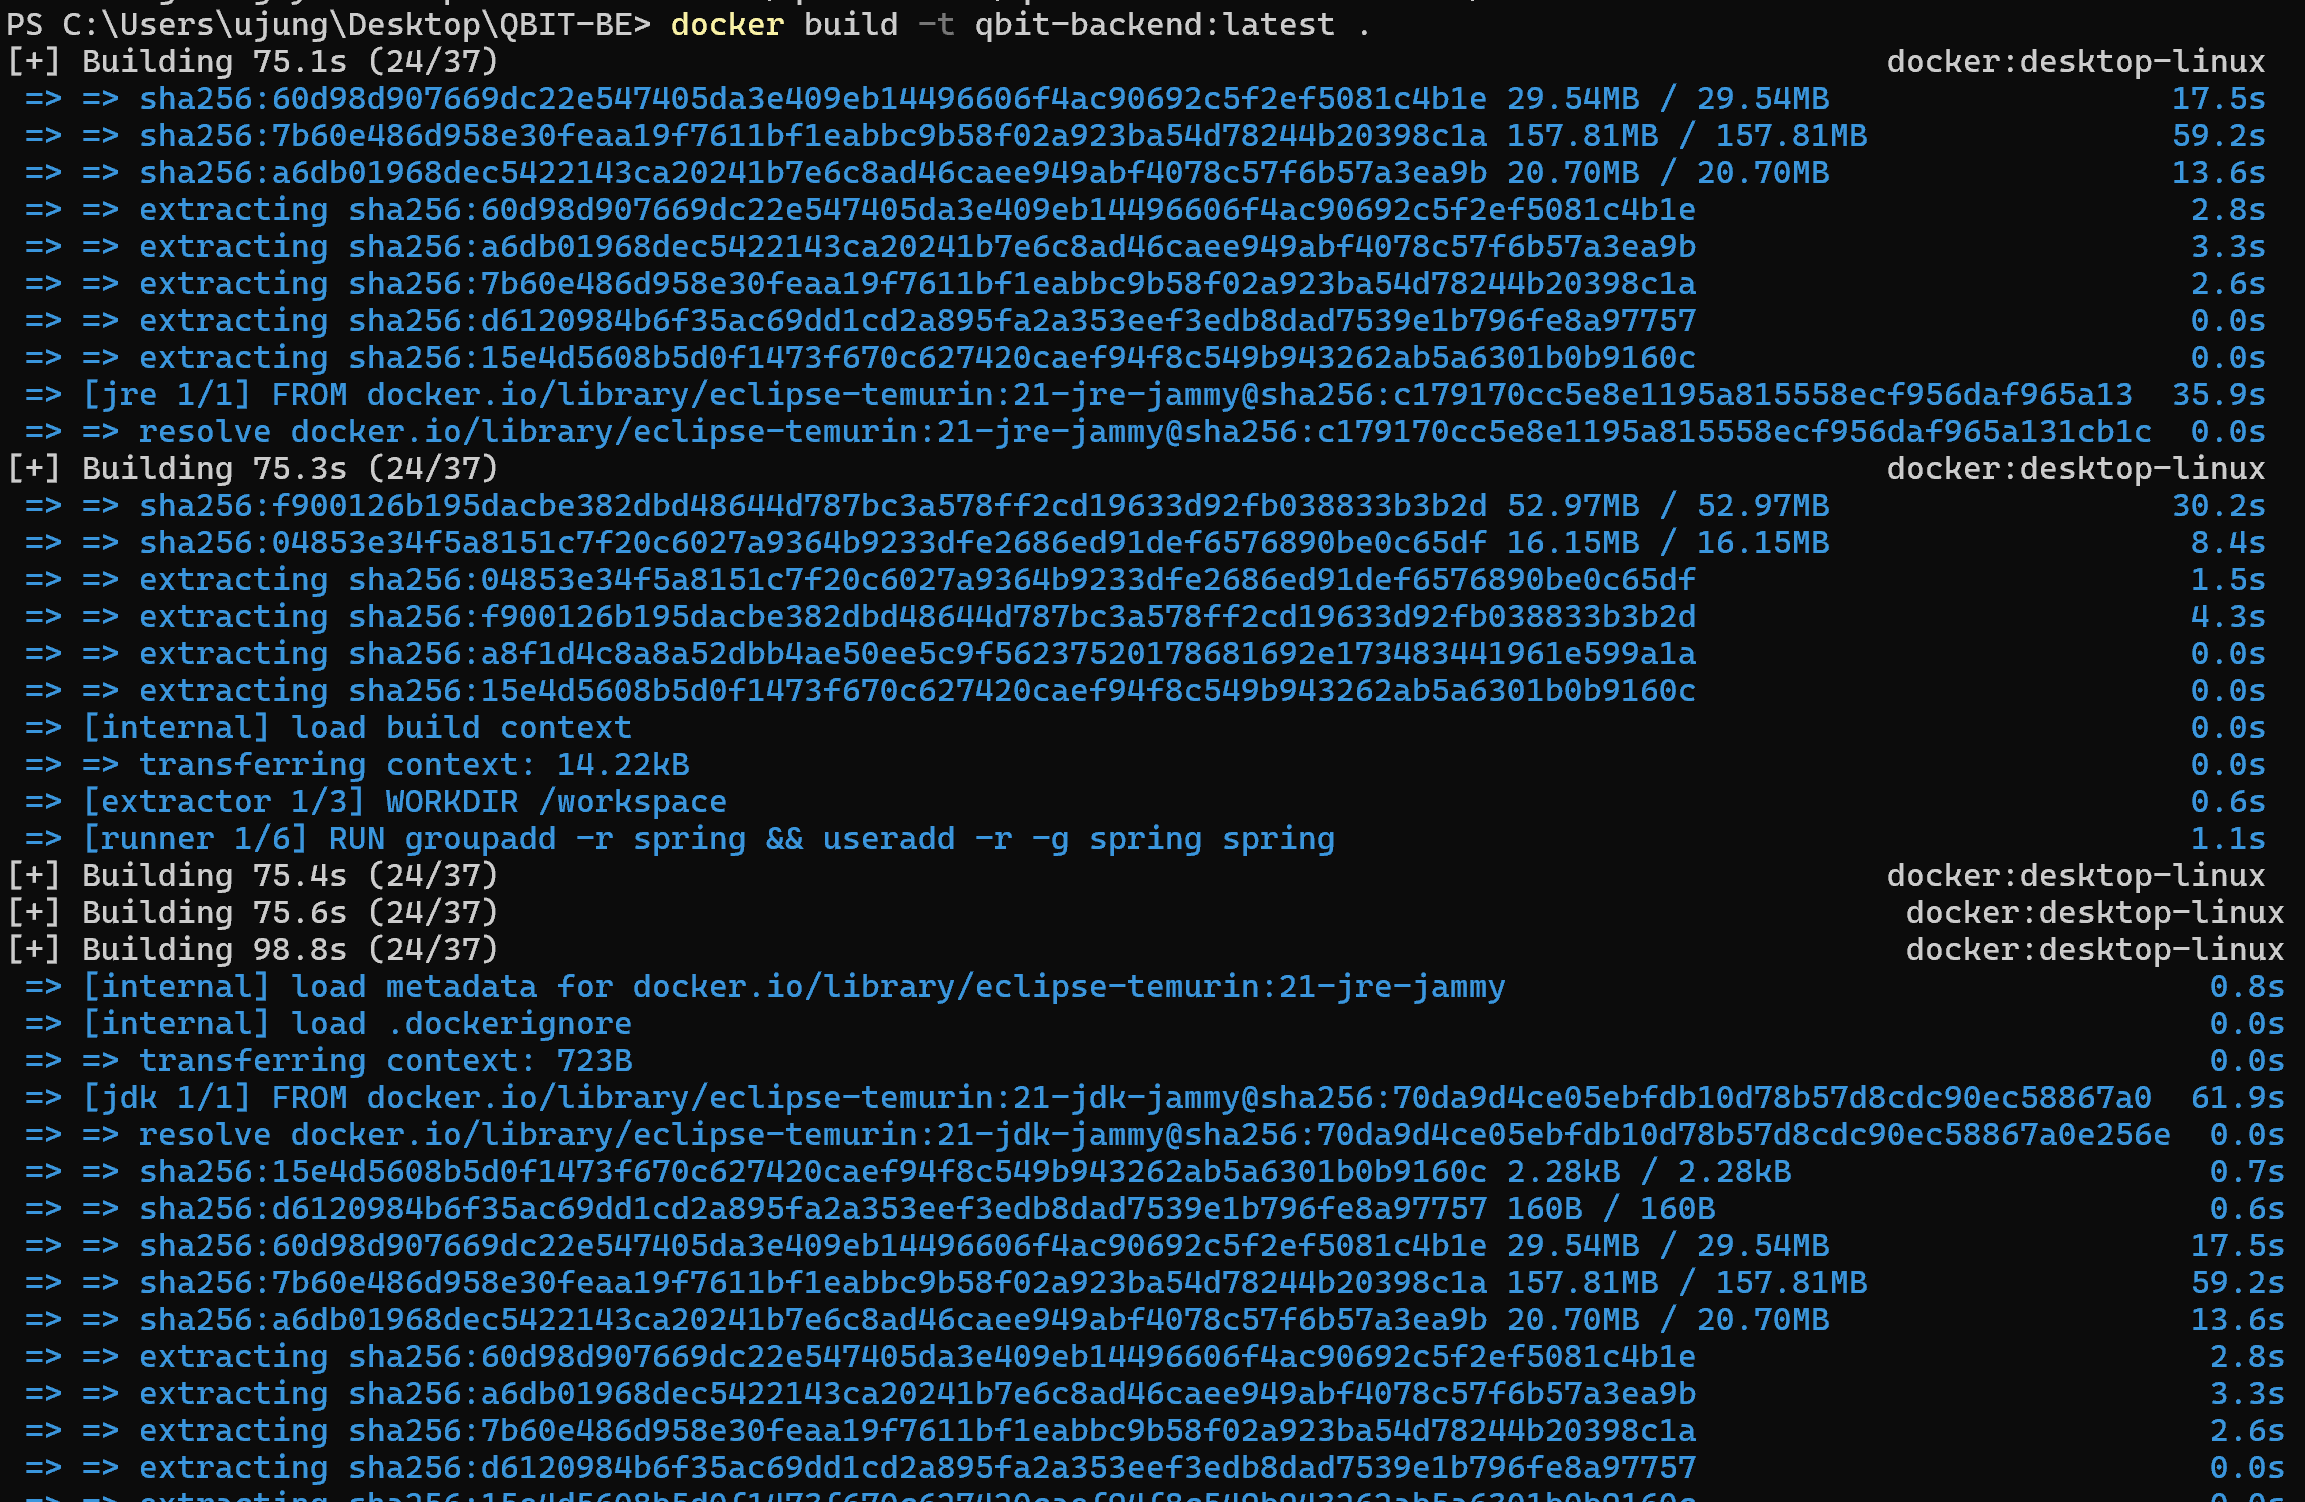 PS C:\Users\ujung\Desktop\QBIT-BE> docker build -t qbit-backend:latest .
[+] Building 75.1s (24/37) docker:desktop-linux
=> => sha256:60d98d907669dc22e547405da3e409eb14496606f4ac90692c5f2ef5081c4b1e 29.54MB / 29.54MB 17.5s
=> => sha256:7b60e486d958e30feaa19f7611bf1eabbc9b58f02a923ba54d78244b20398c1a 157.81MB / 157.81MB 59.2s
=> => sha256:a6db01968dec5422143ca20241b7e6c8ad46caee949abf4078c57f6b57a3ea9b 20.70MB / 20.70MB 13.6s
=> => extracting sha256:60d98d907669dc22e547405da3e409eb14496606f4ac90692c5f2ef5081c4b1e 2.8s
=> => extracting sha256:a6db01968dec5422143ca20241b7e6c8ad46caee949abf4078c57f6b57a3ea9b 3.3s
=> => extracting sha256:7b60e486d958e30feaa19f7611bf1eabbc9b58f02a923ba54d78244b20398c1a 2.6s
=> => extracting sha256:d6120984b6f35ac69dd1cd2a895fa2a353eef3edb8dad7539e1b796fe8a97757 0.0s
=> => extracting sha256:15e4d5608b5d0f1473f670c627420caef94f8c549b943262ab5a6301b0b9160c 0.0s
=> [jre 1/1] FROM docker.io/library/eclipse-temurin:21-jre-jammy@sha256:c179170cc5e8e1195a815558ecf956daf965a13 35.9s
=> => resolve docker.io/library/eclipse-temurin:21-jre-jammy@sha256:c179170cc5e8e1195a815558ecf956daf965a131cb1c 0.0s
[+] Building 75.3s (24/37) docker:desktop-linux
=> => sha256:f900126b195dacbe382dbd48644d787bc3a578ff2cd19633d92fb038833b3b2d 52.97MB / 52.97MB 30.2s
=> => sha256:04853e34f5a8151c7f20c6027a9364b9233dfe2686ed91def6576890be0c65df 16.15MB / 16.15MB 8.4s
=> => extracting sha256:04853e34f5a8151c7f20c6027a9364b9233dfe2686ed91def6576890be0c65df 1.5s
=> => extracting sha256:f900126b195dacbe382dbd48644d787bc3a578ff2cd19633d92fb038833b3b2d 4.3s
=> => extracting sha256:a8f1d4c8a8a52dbb4ae50ee5c9f56237520178681692e173483441961e599a1a 0.0s
=> => extracting sha256:15e4d5608b5d0f1473f670c627420caef94f8c549b943262ab5a6301b0b9160c 0.0s
=> [internal] load build context 0.0s
=> => transferring context: 14.22kB 0.0s
=> [extractor 1/3] WORKDIR /workspace 0.6s
=> [runner 1/6] RUN groupadd -r spring && useradd -r -g spring spring 1.1s
[+] Building 75.4s (24/37) docker:desktop-linux
[+] Building 75.6s (24/37) docker:desktop-linux
[+] Building 98.8s (24/37) docker:desktop-linux
=> [internal] load metadata for docker.io/library/eclipse-temurin:21-jre-jammy 0.8s
=> [internal] load .dockerignore 0.0s
=> => transferring context: 723B 0.0s
=> [jdk 1/1] FROM docker.io/library/eclipse-temurin:21-jdk-jammy@sha256:70da9d4ce05ebfdb10d78b57d8cdc90ec58867a0 61.9s
=> => resolve docker.io/library/eclipse-temurin:21-jdk-jammy@sha256:70da9d4ce05ebfdb10d78b57d8cdc90ec58867a0e256e 0.0s
=> => sha256:15e4d5608b5d0f1473f670c627420caef94f8c549b943262ab5a6301b0b9160c 2.28kB / 2.28kB 0.7s
=> => sha256:d6120984b6f35ac69dd1cd2a895fa2a353eef3edb8dad7539e1b796fe8a97757 160B / 160B 0.6s
=> => sha256:60d98d907669dc22e547405da3e409eb14496606f4ac90692c5f2ef5081c4b1e 29.54MB / 29.54MB 17.5s
=> => sha256:7b60e486d958e30feaa19f7611bf1eabbc9b58f02a923ba54d78244b20398c1a 157.81MB / 157.81MB 59.2s
=> => sha256:a6db01968dec5422143ca20241b7e6c8ad46caee949abf4078c57f6b57a3ea9b 20.70MB / 20.70MB 13.6s
=> => extracting sha256:60d98d907669dc22e547405da3e409eb14496606f4ac90692c5f2ef5081c4b1e 2.8s
=> => extracting sha256:a6db01968dec5422143ca20241b7e6c8ad46caee949abf4078c57f6b57a3ea9b 3.3s
=> => extracting sha256:7b60e486d958e30feaa19f7611bf1eabbc9b58f02a923ba54d78244b20398c1a 2.6s
=> => extracting sha256:d6120984b6f35ac69dd1cd2a895fa2a353eef3edb8dad7539e1b796fe8a97757 0.0s
=> => extracting sha256:15e4d5608b5d0f1473f670c627420caef94f8c549b943262ab5a6301b0b9160c 0.0s